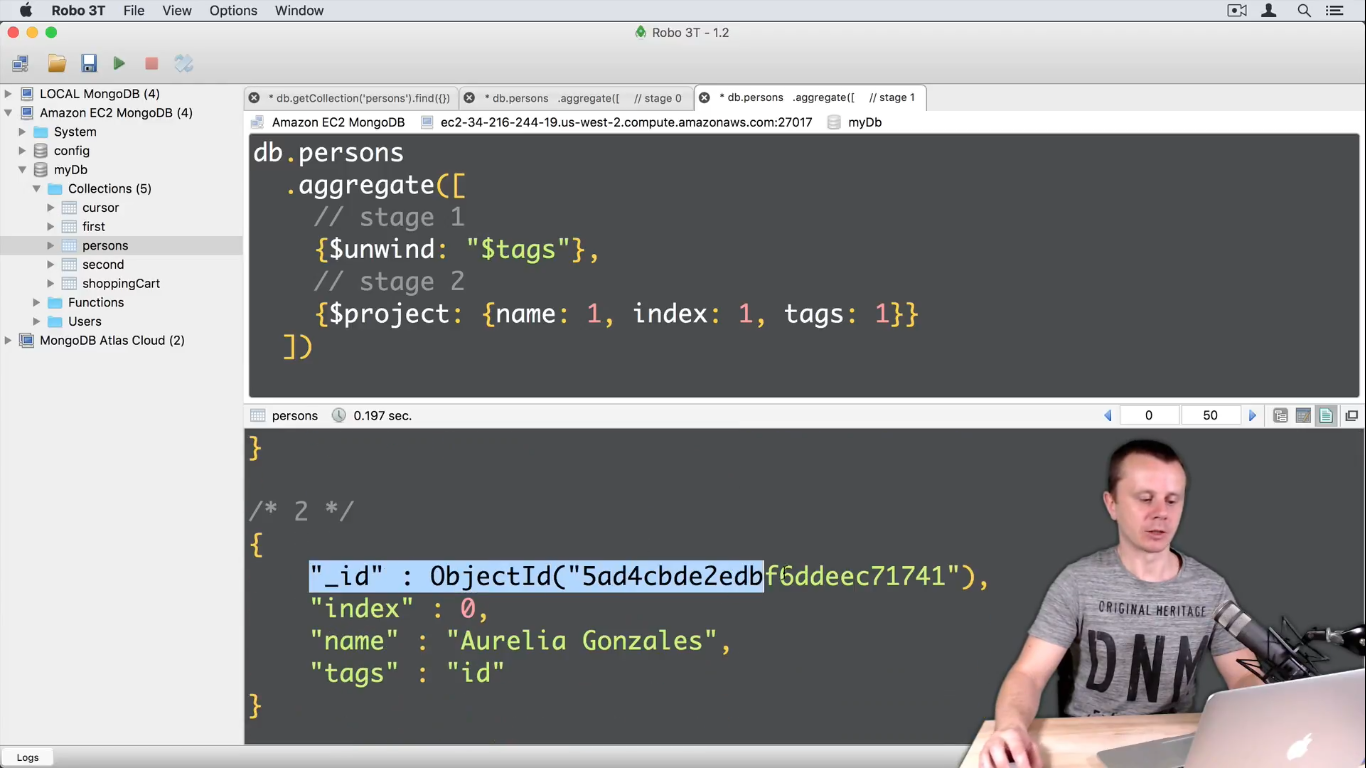 Robo 3T File View Options Window
Robo 3T - 1.2
LOCAL MongoDB (4)
Amazon EC2 MongoDB (4)
System
config
myDb
Collections (5)
cursor
first
persons
second
shoppingCart
Functions
Users
MongoDB Atlas Cloud (2)
* db.getCollection('persons').find({}) * db.persons .aggregate([ // stage 0 * db.persons .aggregate([ // stage 1
Amazon EC2 MongoDB ec2-34-216-244-19.us-west-2.compute.amazonaws.com:27017 myDb
db.persons
.aggregate([
// stage 1
{$unwind: "$tags"},
// stage 2
{$project: {name: 1, index: 1, tags: 1}}
])
persons 0.197 sec. 0 50
}
/* 2 */
{
"_id" : ObjectId("5ad4cbde2edbf6ddeec71741"),
"index" : 0,
"name" : "Aurelia Gonzales",
"tags" : "id"
}
ORIGINAL HERITAGE
DNM
Logs